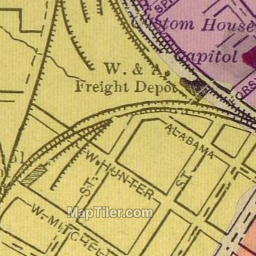 Custom House
Capitol
W. & A.
Freight Depot
ALABAMA
W. HUNTER
ST.
ST.
W. MITCHELL
MapTiler.com